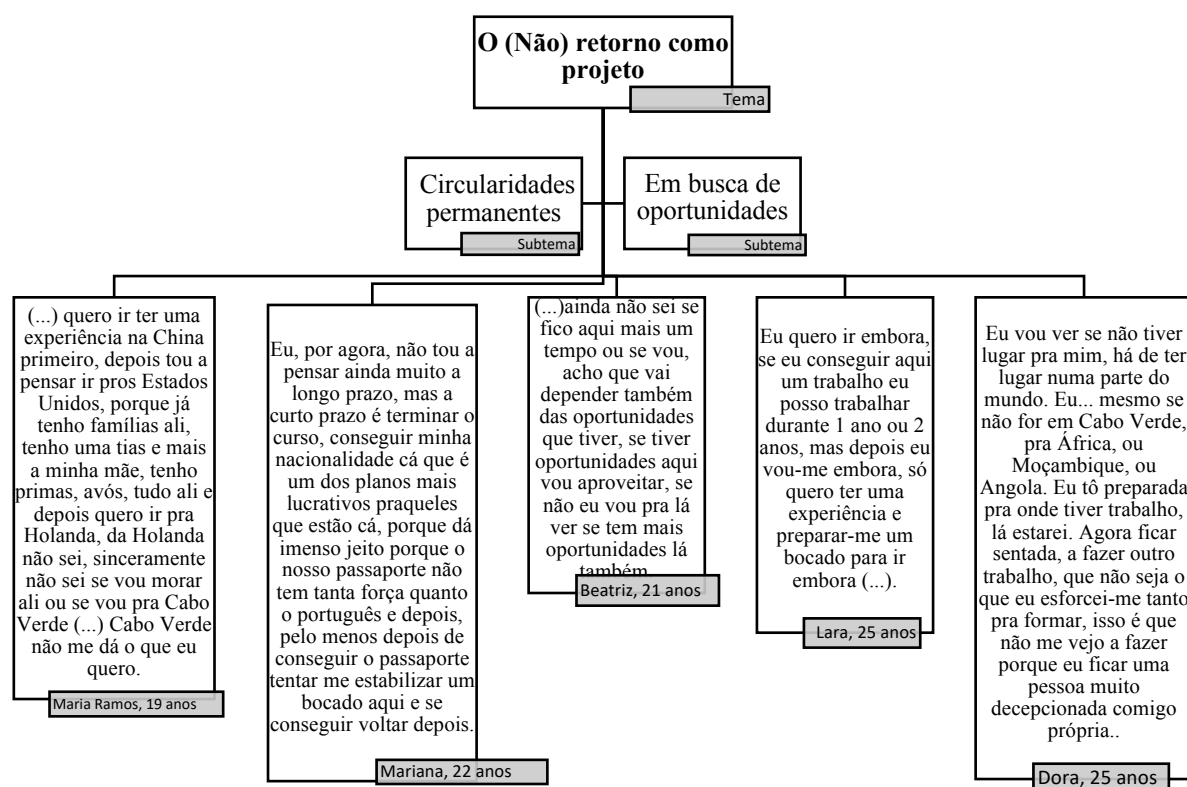 O (Não) retorno como
projeto
Tema
Circularidades
permanentes
Subtema
Em busca de
oportunidades
Subtema
(...) quero ir ter uma
experiência na China
primeiro, depois tou a
pensar ir pros Estados
Unidos, porque já
tenho famílias ali,
tenho uma tias e mais
a minha mãe, tenho
primas, avós, tudo ali e
depois quero ir pra
Holanda, da Holanda
não sei, sinceramente
não sei se vou morar
ali ou se vou pra Cabo
Verde (...) Cabo Verde
não me dá o que eu
quero.
Maria Ramos, 19 anos
Eu, por agora, não tou a
pensar ainda muito a
longo prazo, mas a
curto prazo é terminar o
curso, conseguir minha
nacionalidade cá que é
um dos planos mais
lucrativos praqueles
que estão cá, porque dá
imenso jeito porque o
nosso passaporte não
tem tanta força quanto
o português e depois,
pelo menos depois de
conseguir o passaporte
tentar me estabilizar um
bocado aqui e se
conseguir voltar depois.
Mariana, 22 anos
(...)ainda não sei se
fico aqui mais um
tempo ou se vou,
acho que vai
depender também
das oportunidades
que tiver, se tiver
oportunidades aqui
vou aproveitar, se
não eu vou pra lá
ver se tem mais
oportunidades lá
também
Beatriz, 21 anos
Eu quero ir embora,
se eu conseguir aqui
um trabalho eu
posso trabalhar
durante 1 ano ou 2
anos, mas depois eu
vou-me embora, só
quero ter uma
experiência e
preparar-me um
bocado para ir
embora (...).
Lara, 25 anos
Eu vou ver se não tiver
lugar pra mim, há de ter
lugar numa parte do
mundo. Eu... mesmo se
não for em Cabo Verde,
pra África, ou
Moçambique, ou
Angola. Eu tô preparada
pra onde tiver trabalho,
lá estarei. Agora ficar
sentada, a fazer outro
trabalho, que não seja o
que eu esforcei-me tanto
pra formar, isso é que
não me vejo a fazer
porque eu ficar uma
pessoa muito
decepcionada comigo
própria..
Dora, 25 anos